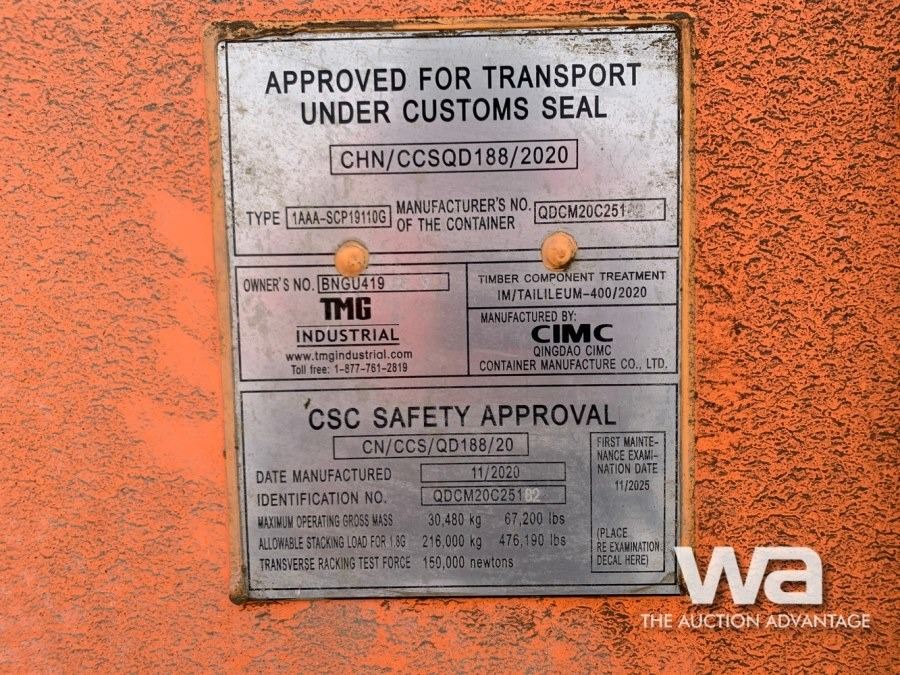 APPROVED FOR TRANSPORT
UNDER CUSTOMS SEAL
CHN/CCSQD188/2020
TYPE 1AAA-SCP19110G
MANUFACTURER'S NO.
OF THE CONTAINER
OWNER'S NO.
TMG
INDUSTRIAL
www.tmgindustrial.com
Toll free: 1-877-761-2819
TIMBER COMPONENT TREATMENT
IM/TAILILEUM-400/2020
MANUFACTURED BY:
CIMC
QINGDAO CIMC
CONTAINER MANUFACTURE CO., LTD.
CSC SAFETY APPROVAL
CN/CCS/QD188/20
DATE MANUFACTURED 11/2020
IDENTIFICATION NO. QDCM20C25182
MAXIMUM OPERATING GROSS MASS 30,480 kg 67,200 lbs
ALLOWABLE STACKING LOAD FOR 1.8G 216,000 kg 476,190 lbs
TRANSVERSE RACKING TEST FORCE 150,000 newtons
FIRST MAINTE-
NANCE EXAMI-
NATION DATE
11/2025
(PLACE
RE EXAMINATION
DECAL HERE)
wa
THE AUCTION ADVANTAGE